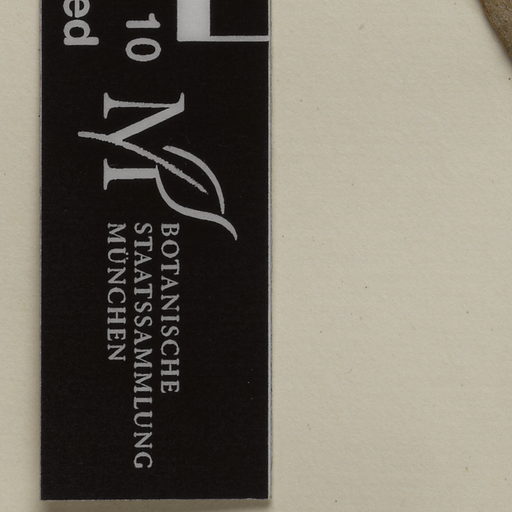 ed
10
BOTANISCHE
STAATSSAMMLUNG
MÜNCHEN